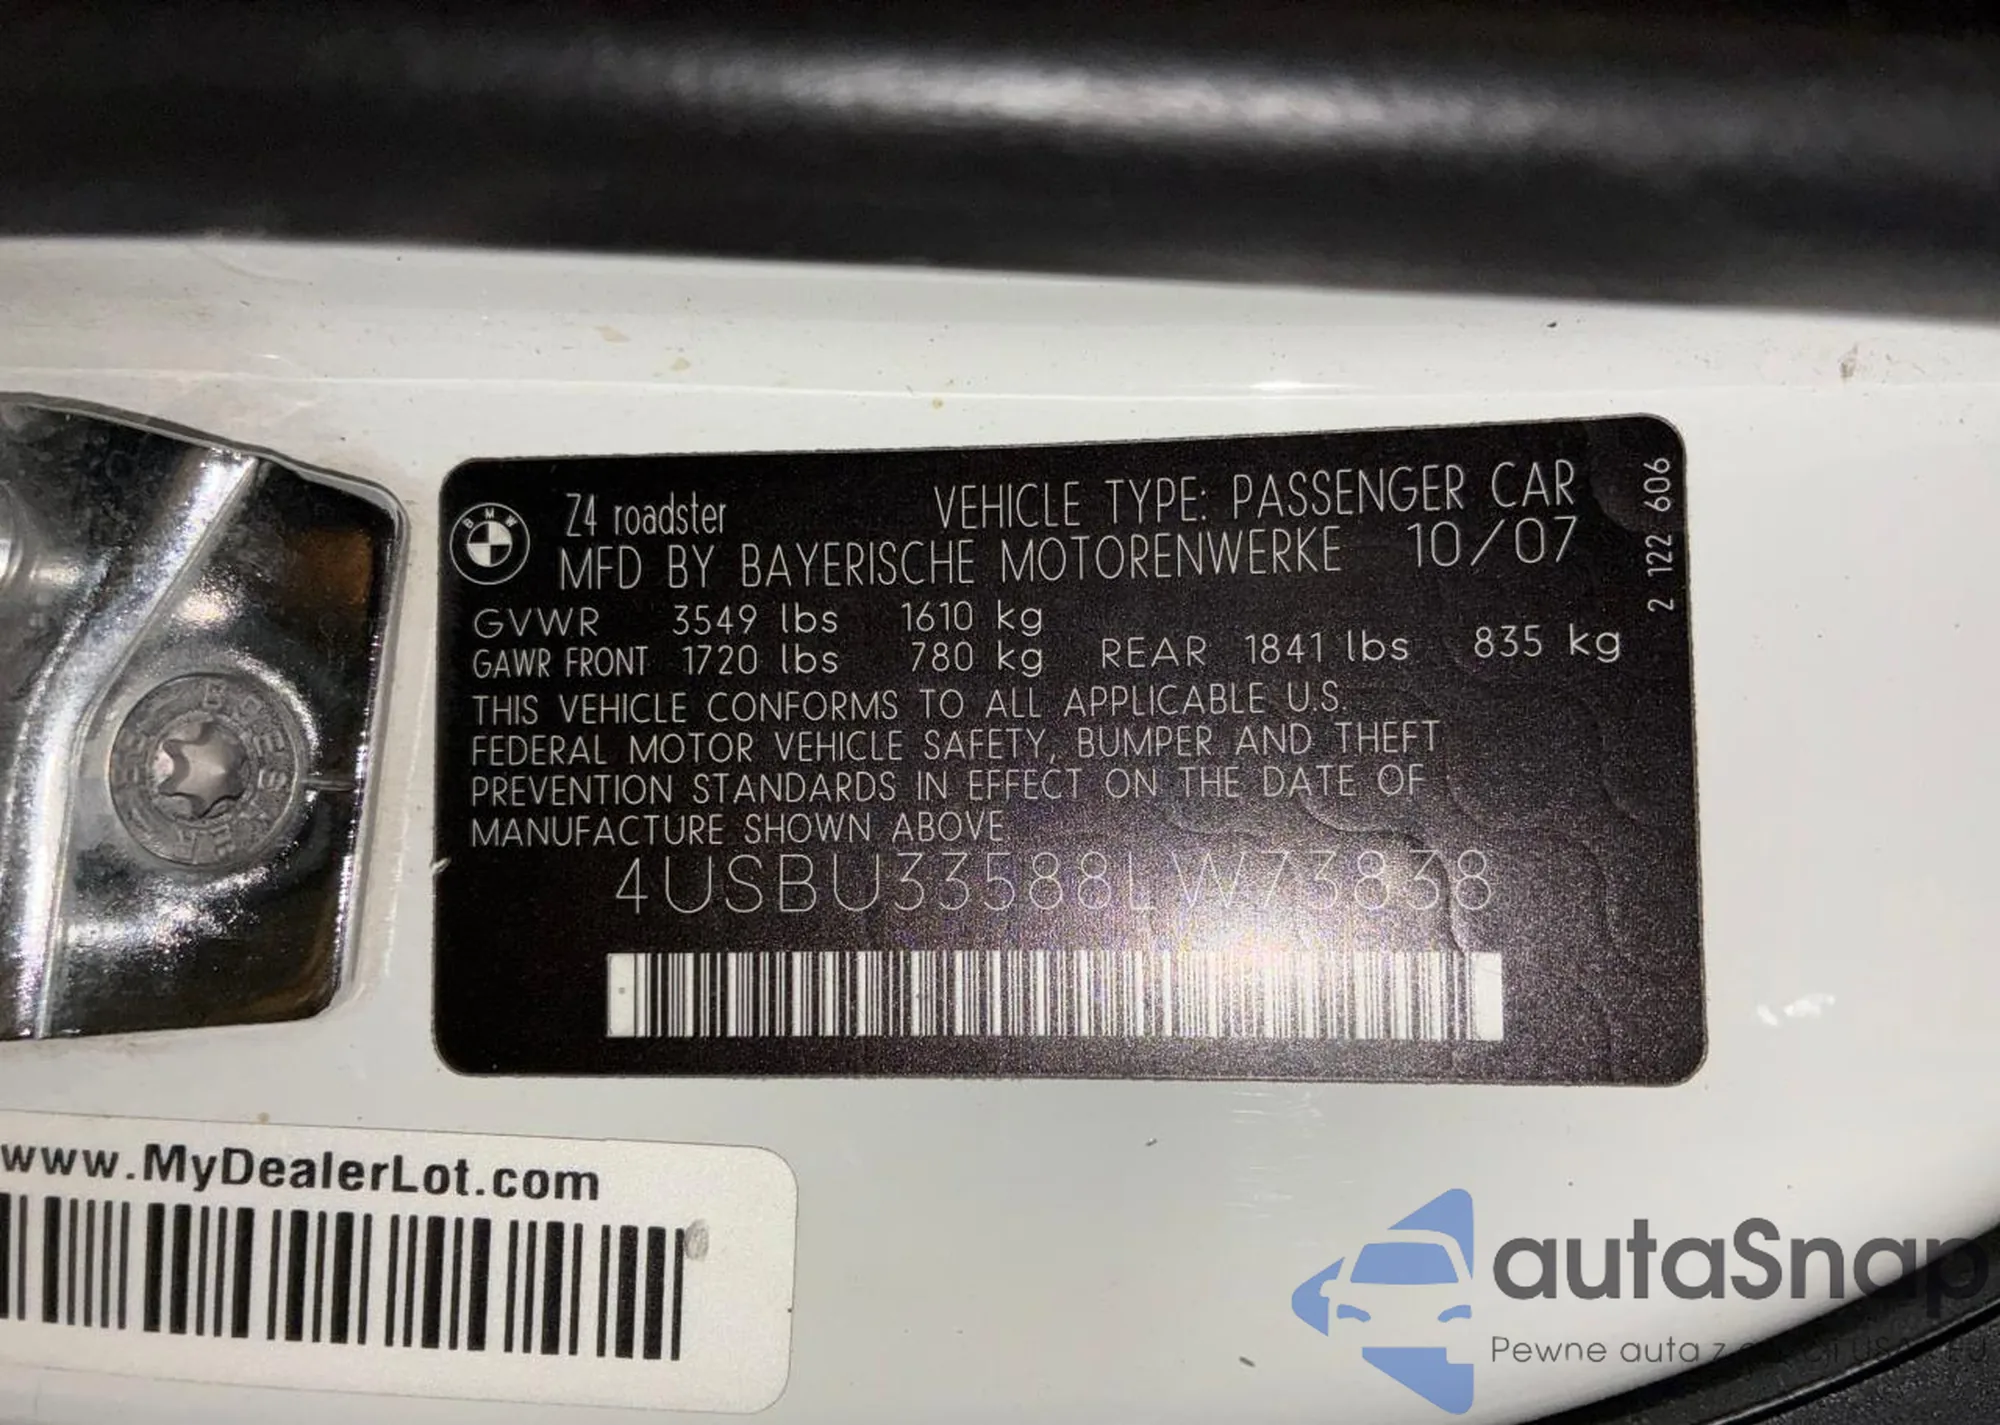 BMW
Z4 roadster VEHICLE TYPE: PASSENGER CAR
MFD BY BAYERISCHE MOTORENWERKE 10/07
GVWR 3549 lbs 1610 kg
GAWR FRONT 1720 lbs 780 kg REAR 1841 lbs 835 kg
THIS VEHICLE CONFORMS TO ALL APPLICABLE U.S.
FEDERAL MOTOR VEHICLE SAFETY, BUMPER AND THEFT
PREVENTION STANDARDS IN EFFECT ON THE DATE OF
MANUFACTURE SHOWN ABOVE.
4USBU33588LW73838
2 122 606
www.MyDealerLot.com
autaSnap
Pewne auta z USA EU